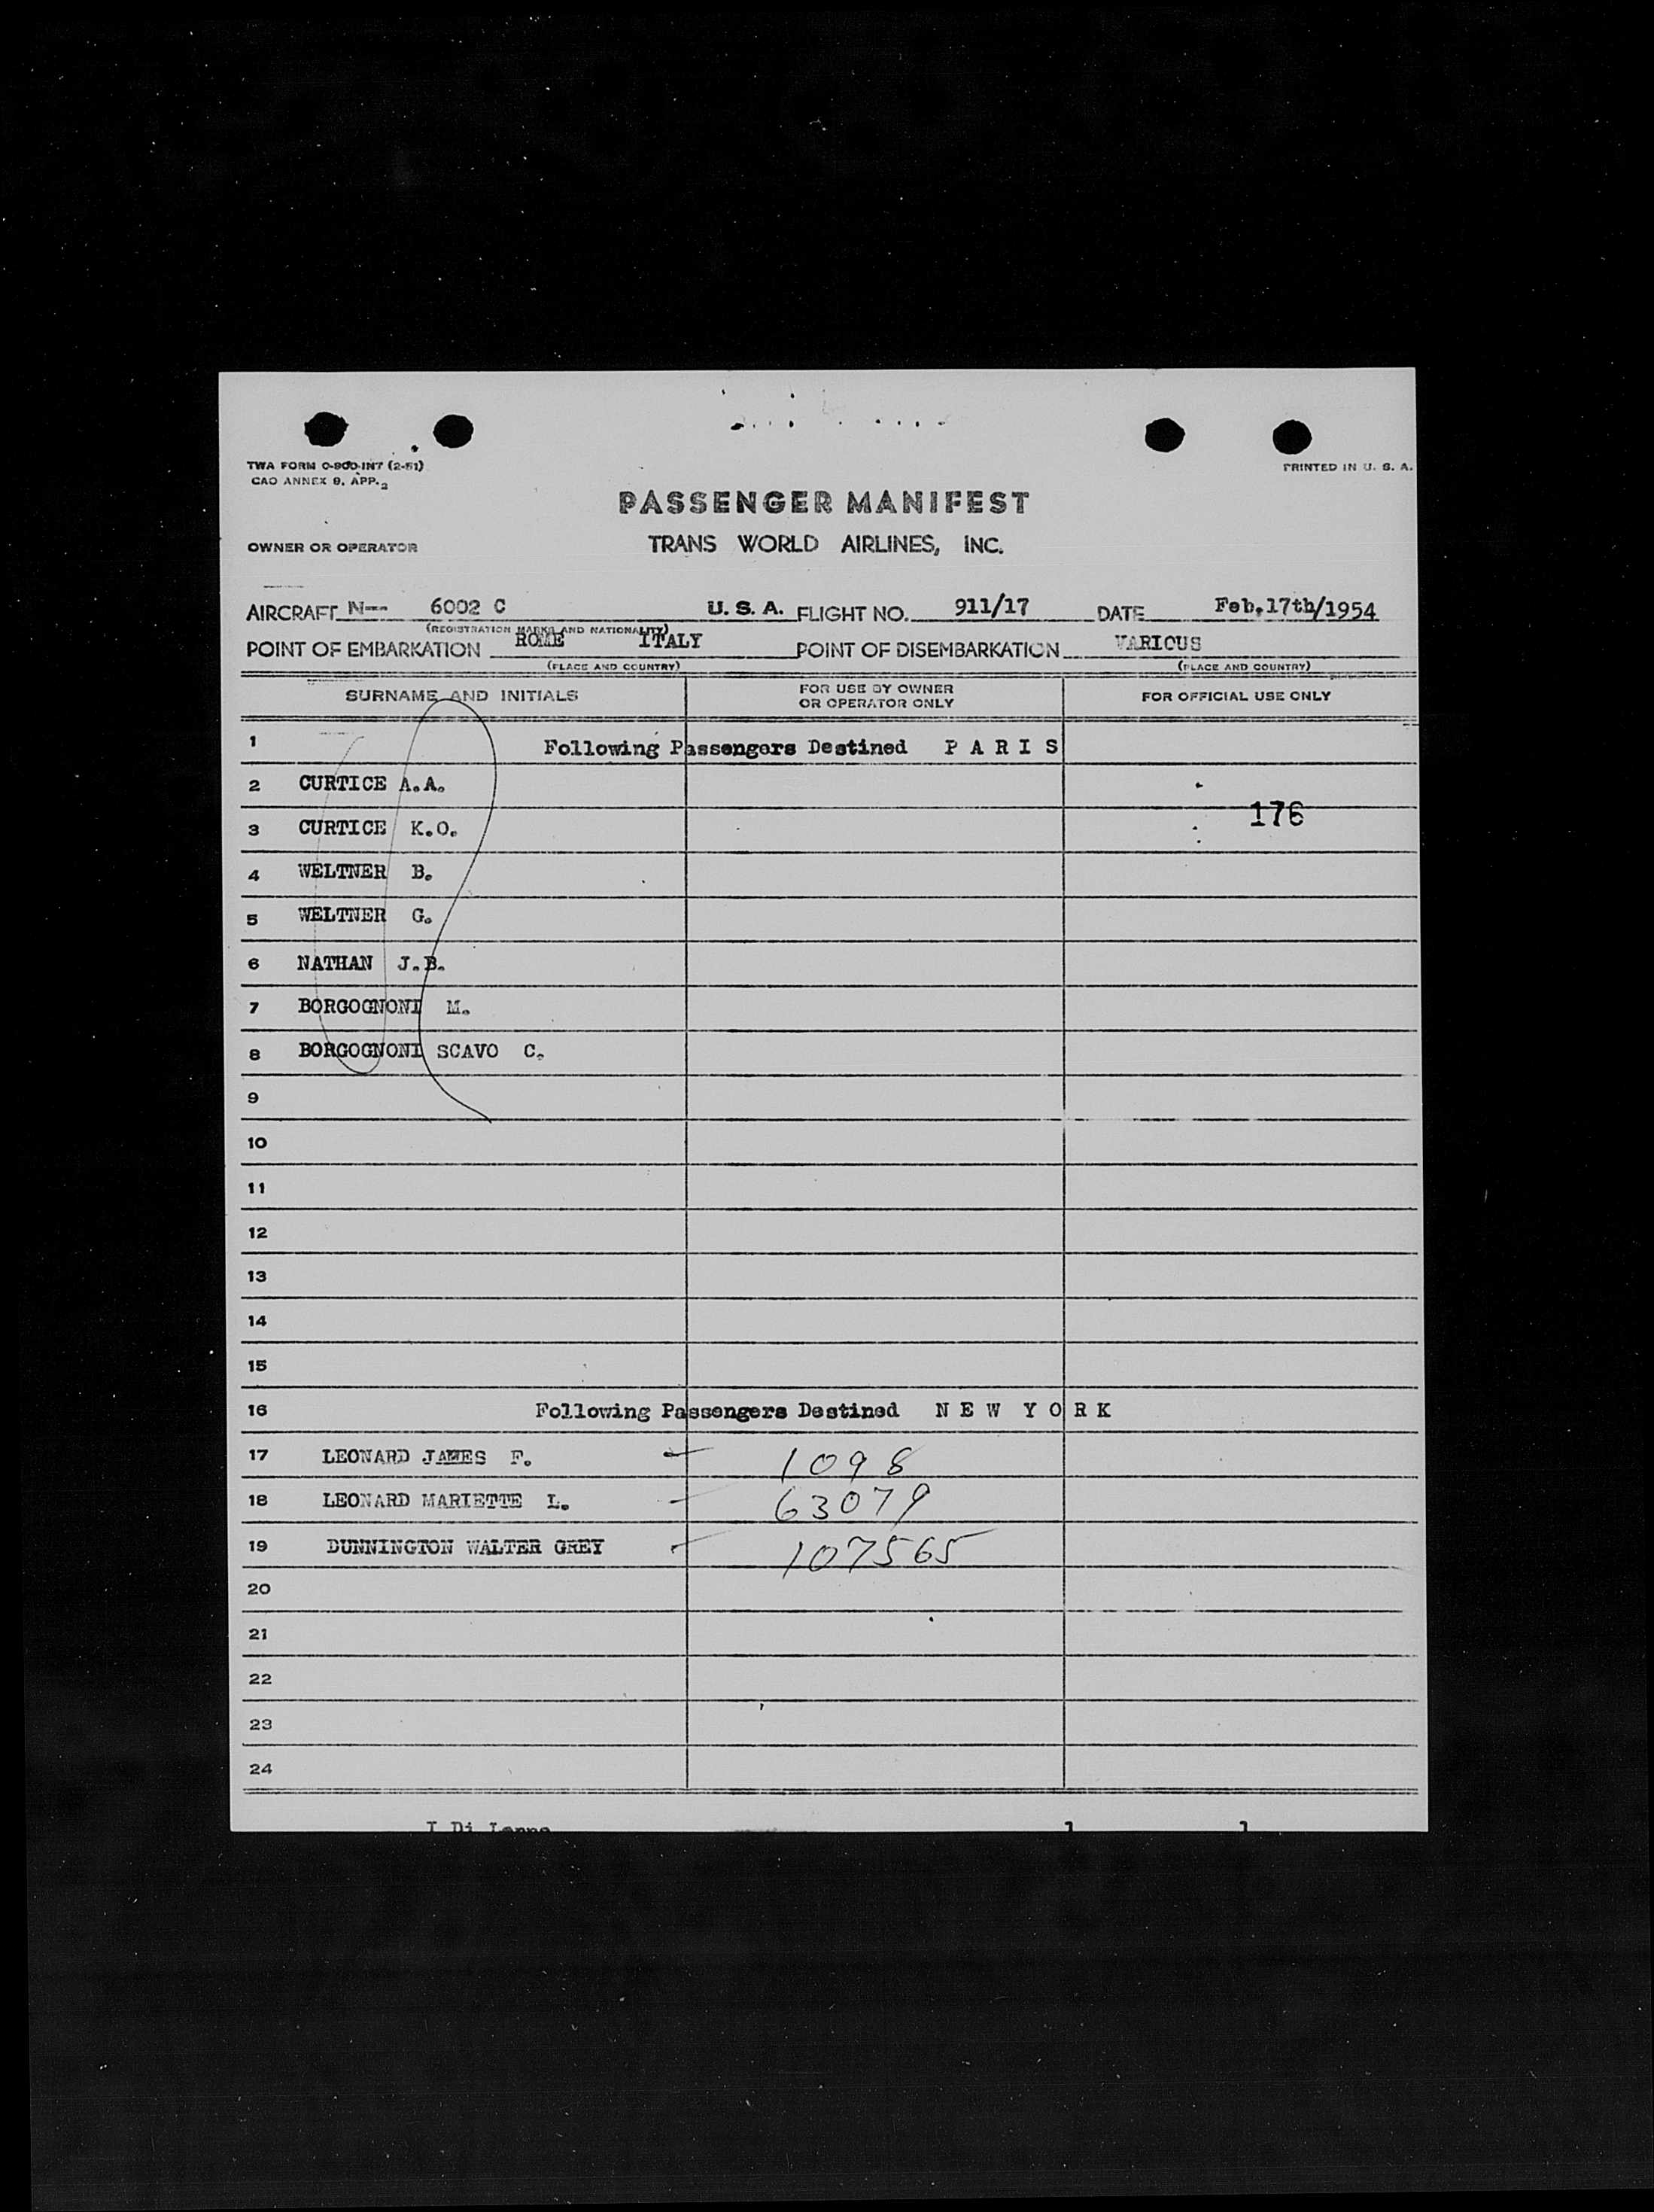 TWA FORM O-900-INT (2-51)
CAO ANNEX 9, APP. 2
PRINTED IN U. S. A.
PASSENGER MANIFEST
OWNER OR OPERATOR TRANS WORLD AIRLINES, INC.
AIRCRAFT N-- 6002 C U. S. A. FLIGHT NO. 911/17 DATE Feb.17th/1954
(REGISTRATION MARKS AND NATIONALITY)
POINT OF EMBARKATION ROME ITALY POINT OF DISEMBARKATION VARIOUS
(PLACE AND COUNTRY) (PLACE AND COUNTRY)
SURNAME AND INITIALS FOR USE BY OWNER OR OPERATOR ONLY FOR OFFICIAL USE ONLY
1 Following Passengers Destined P A R I S
2 CURTICE A.A.
176
3 CURTICE K.O.
4 WELTNER B.
5 WELTNER G.
6 NATHAN J.B.
7 BORGOGNONI M.
8 BORGOGNONI SCAVO C.
9
10
11
12
13
14
15
16 Following Passengers Destined N E W Y O R K
17 LEONARD JAMES F. 1098
18 LEONARD MARIETTE L. 63079
19 DUNNINGTON WALTER GREY 107565
20
21
22
23
24